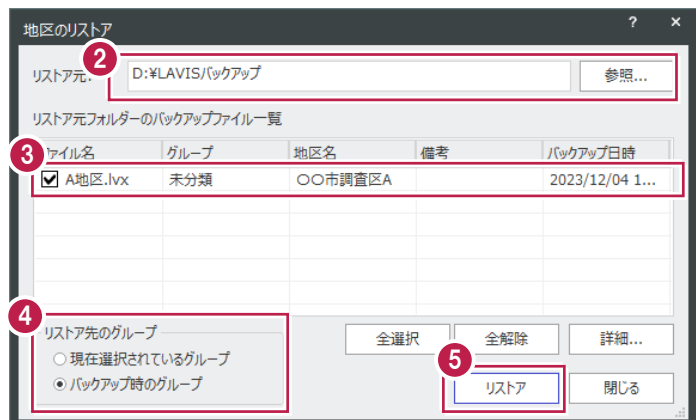 地区のリストア ? ×
2
リストア元: D:¥LAVIS¥バックアップ 参照...
リストア元フォルダーのバックアップファイル一覧
3
ファイル名 グループ 地区名 備考 バックアップ日時
A地区.lvx 未分類 〇〇市調査区A 2023/12/04 1...
4
リストア先のグループ
現在選択されているグループ
バックアップ時のグループ
全選択 全解除 詳細...
5
リストア 閉じる